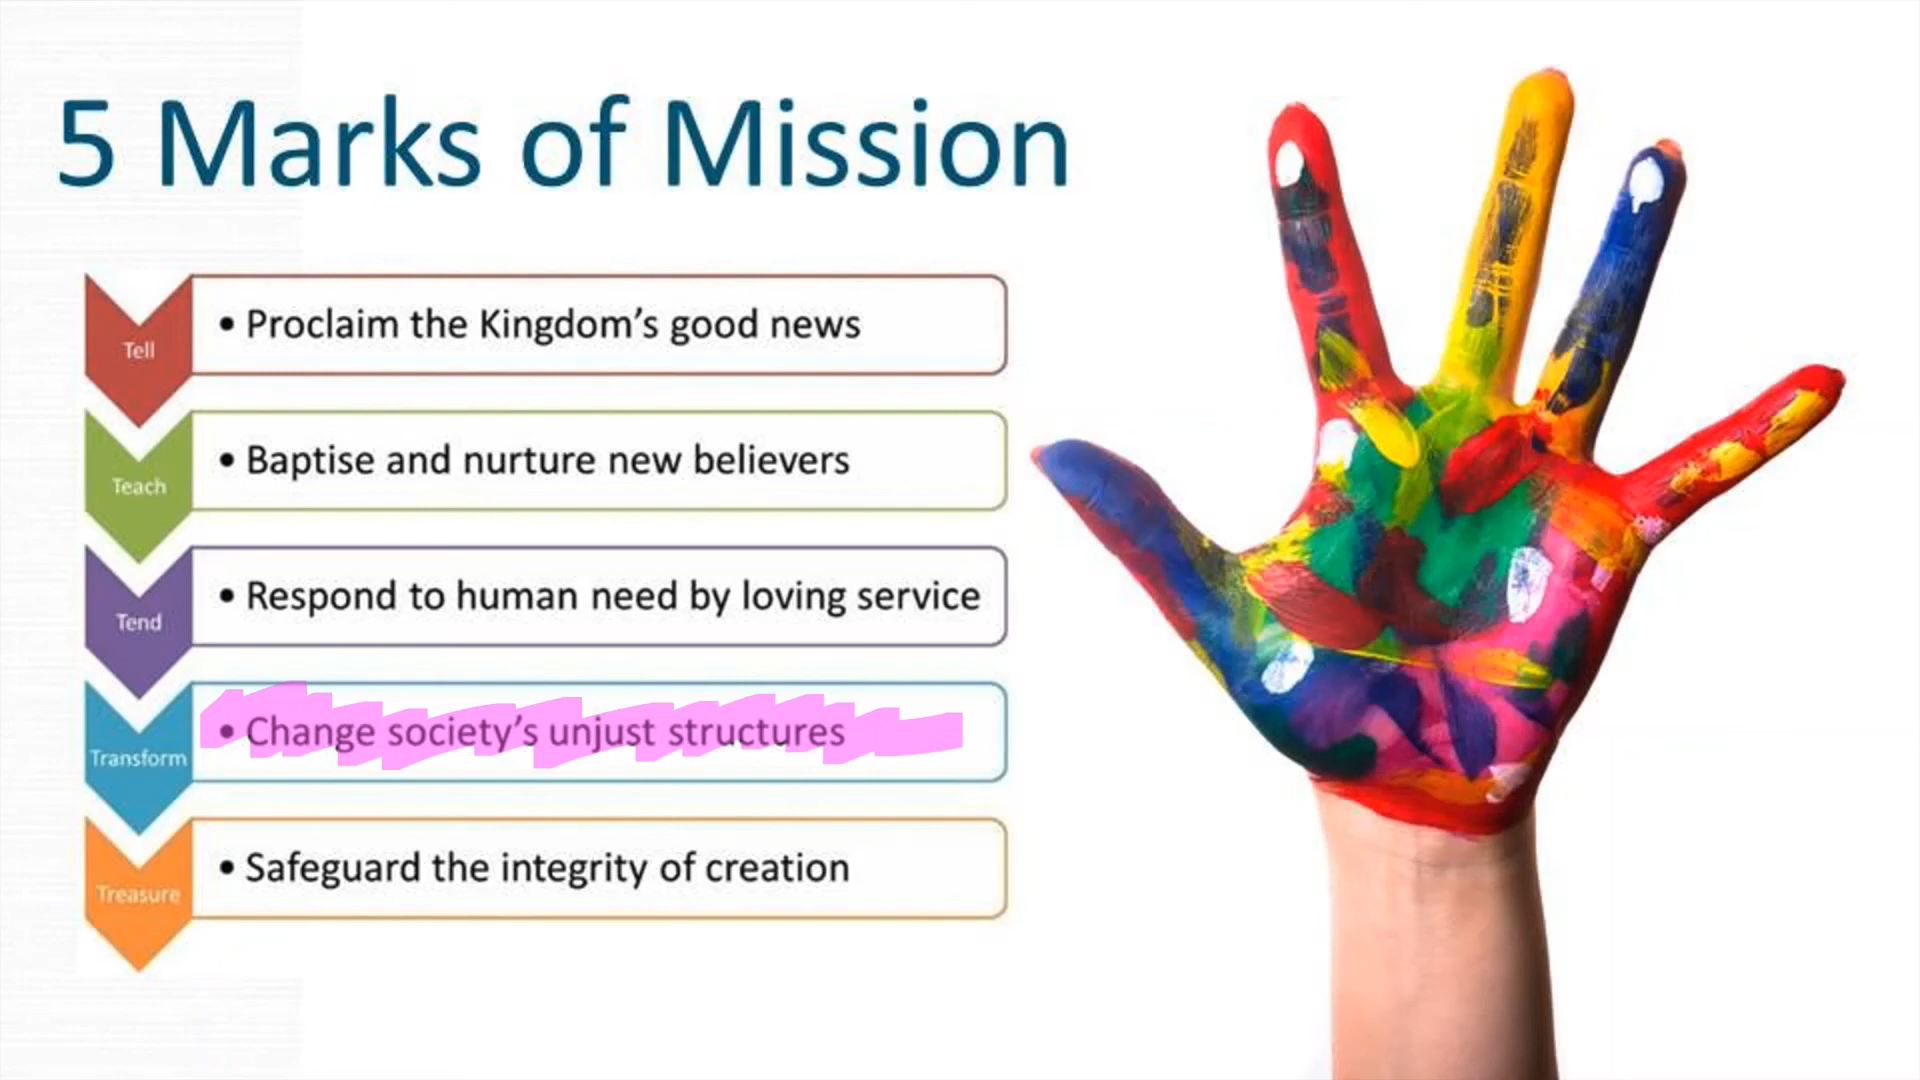 5 Marks of Mission
Tell
• Proclaim the Kingdom’s good news
Teach
• Baptise and nurture new believers
Tend
• Respond to human need by loving service
Transform
• Change society’s unjust structures
Treasure
• Safeguard the integrity of creation